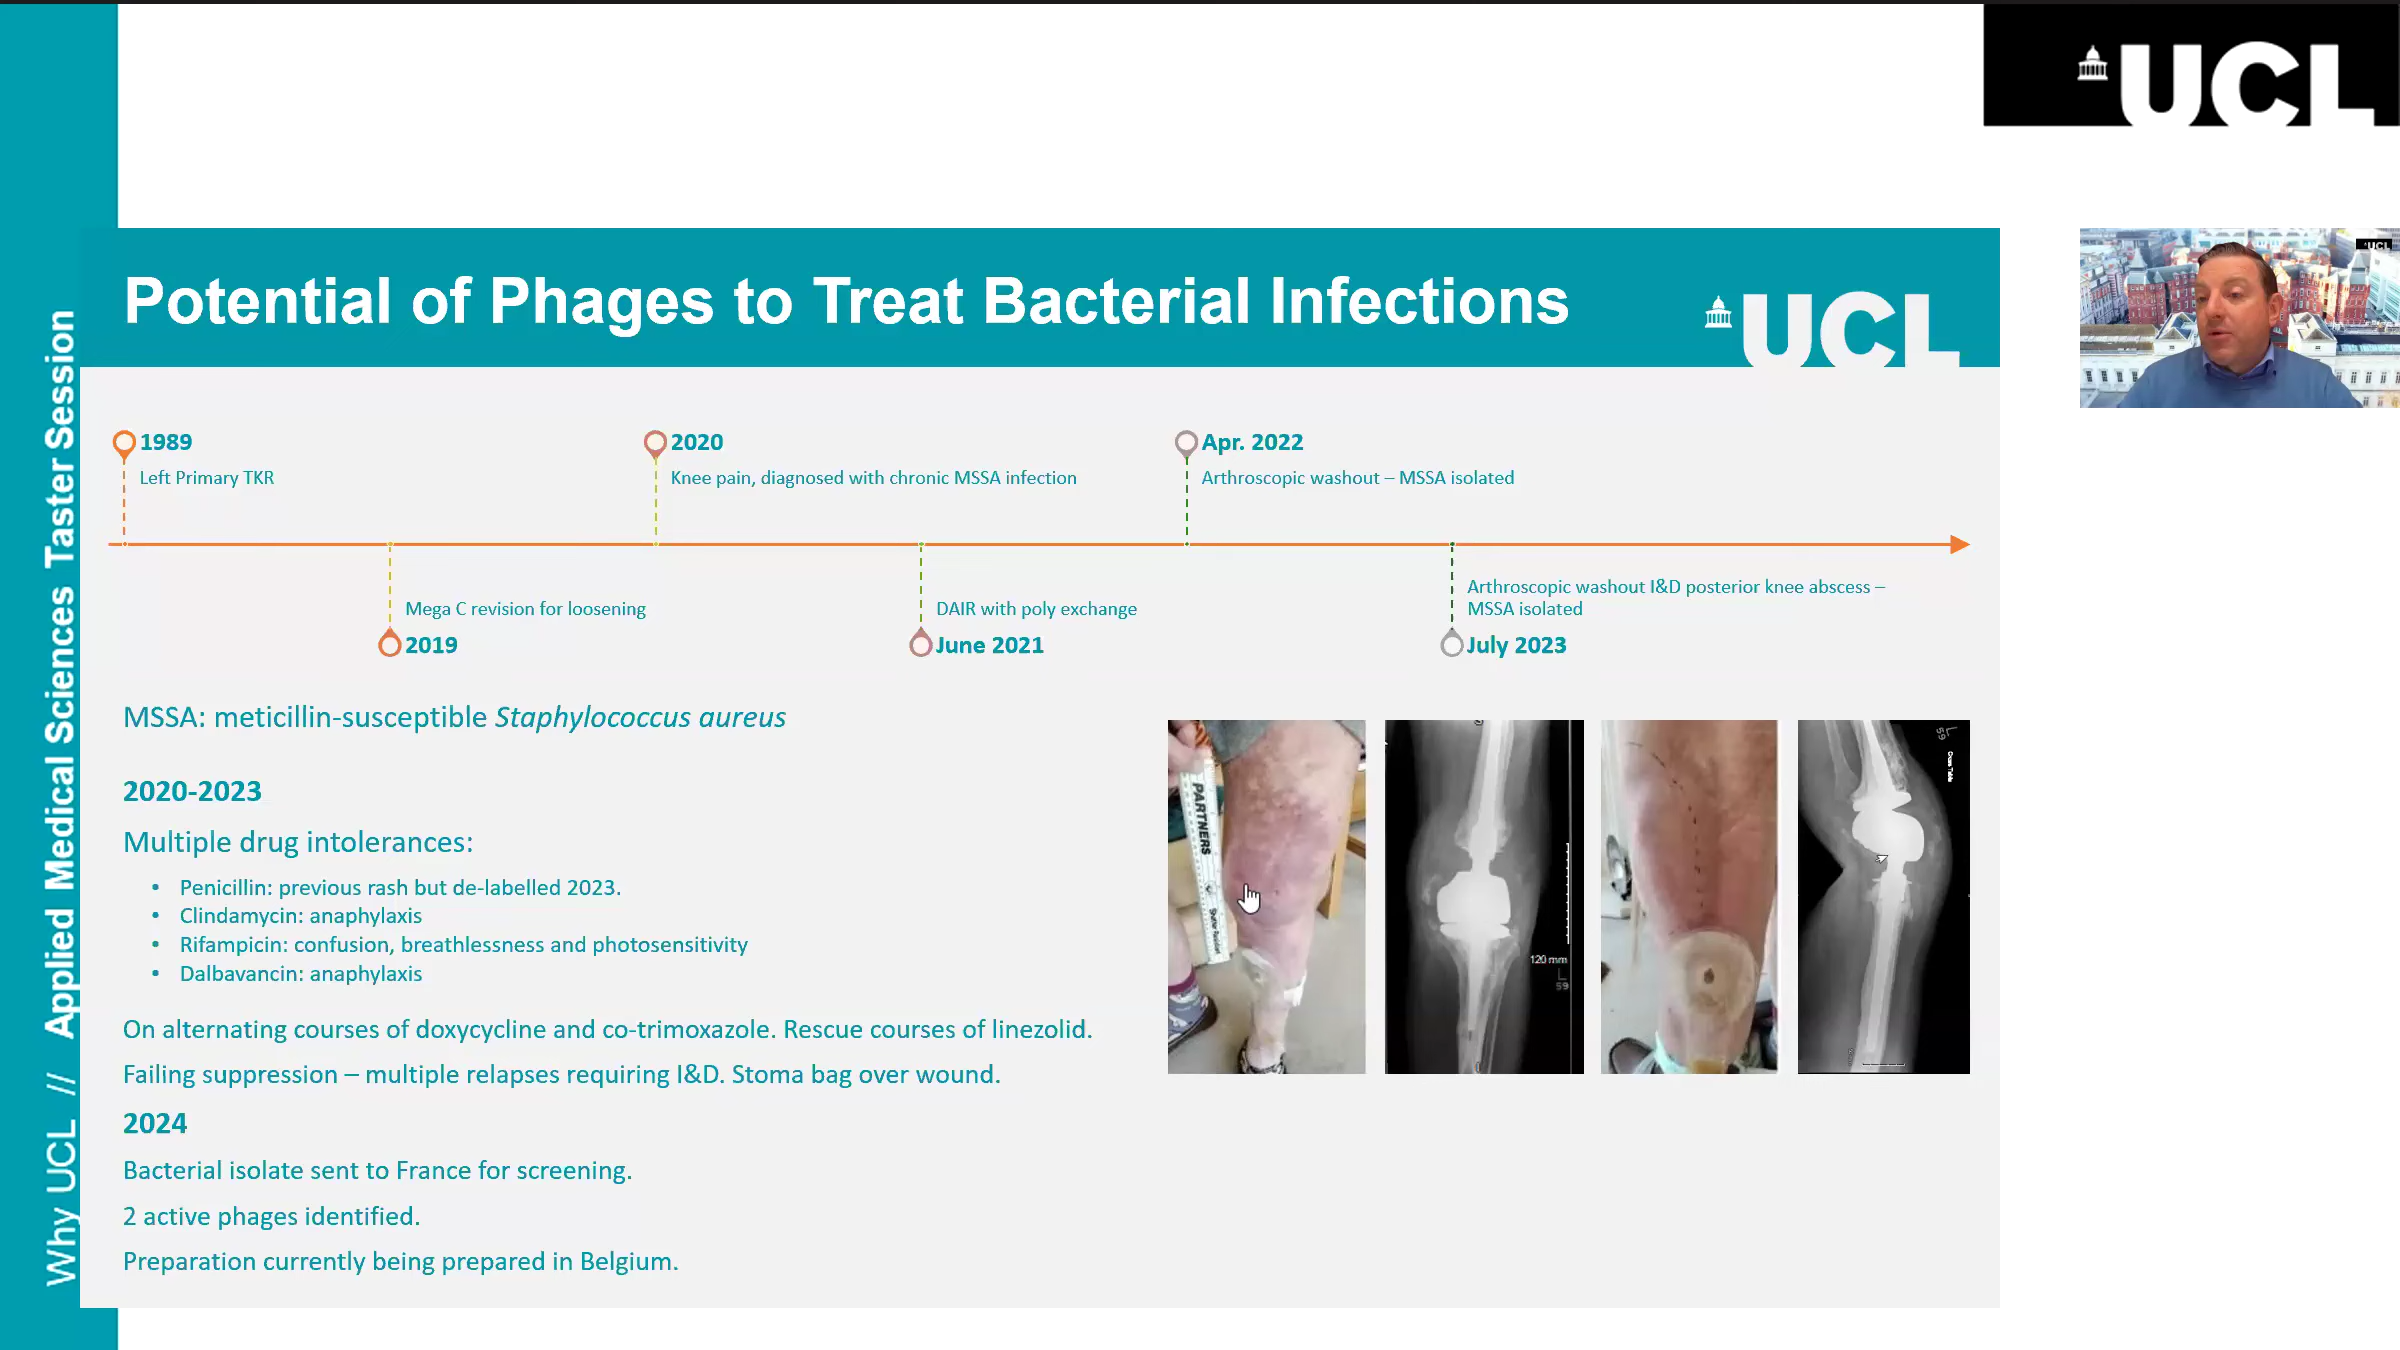 UCL
UCL
Potential of Phages to Treat Bacterial Infections
UCL
Why UCL // Applied Medical Sciences Taster Session
1989
Left Primary TKR
2020
Knee pain, diagnosed with chronic MSSA infection
Apr. 2022
Arthroscopic washout – MSSA isolated
Mega C revision for loosening
2019
DAIR with poly exchange
June 2021
Arthroscopic washout I&D posterior knee abscess –
MSSA isolated
July 2023
MSSA: meticillin-susceptible Staphylococcus aureus
2020-2023
Multiple drug intolerances:
• Penicillin: previous rash but de-labelled 2023.
• Clindamycin: anaphylaxis
• Rifampicin: confusion, breathlessness and photosensitivity
• Dalbavancin: anaphylaxis
On alternating courses of doxycycline and co-trimoxazole. Rescue courses of linezolid.
Failing suppression – multiple relapses requiring I&D. Stoma bag over wound.
2024
Bacterial isolate sent to France for screening.
2 active phages identified.
Preparation currently being prepared in Belgium.
PARTNERS
120 mm
L
59
L
59